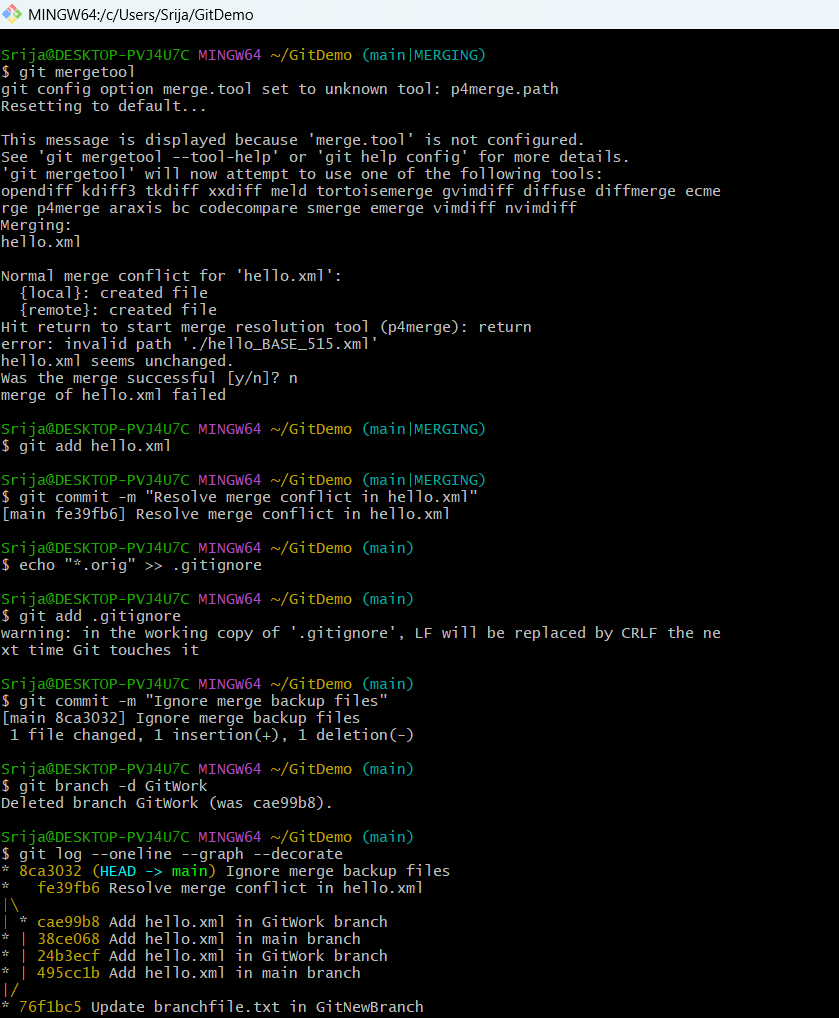 MINGW64:/c/Users/Srija/GitDemo
Srija@DESKTOP-PVJ4U7C MINGW64 ~/GitDemo (main|MERGING)
$ git mergetool
git config option merge.tool set to unknown tool: p4merge.path
Resetting to default...
This message is displayed because 'merge.tool' is not configured.
See 'git mergetool --tool-help' or 'git help config' for more details.
'git mergetool' will now attempt to use one of the following tools:
opendiff kdiff3 tkdiff xxdiff meld tortoisemerge gvimdiff diffuse diffmerge ecme
rge p4merge araxis bc codecompare smerge emerge vimdiff nvimdiff
Merging:
hello.xml
Normal merge conflict for 'hello.xml':
  {local}: created file
  {remote}: created file
Hit return to start merge resolution tool (p4merge): return
error: invalid path './hello_BASE_515.xml'
hello.xml seems unchanged.
Was the merge successful [y/n]? n
merge of hello.xml failed
Srija@DESKTOP-PVJ4U7C MINGW64 ~/GitDemo (main|MERGING)
$ git add hello.xml
Srija@DESKTOP-PVJ4U7C MINGW64 ~/GitDemo (main|MERGING)
$ git commit -m "Resolve merge conflict in hello.xml"
[main fe39fb6] Resolve merge conflict in hello.xml
Srija@DESKTOP-PVJ4U7C MINGW64 ~/GitDemo (main)
$ echo "*.orig" >> .gitignore
Srija@DESKTOP-PVJ4U7C MINGW64 ~/GitDemo (main)
$ git add .gitignore
warning: in the working copy of '.gitignore', LF will be replaced by CRLF the ne
xt time Git touches it
Srija@DESKTOP-PVJ4U7C MINGW64 ~/GitDemo (main)
$ git commit -m "Ignore merge backup files"
[main 8ca3032] Ignore merge backup files
 1 file changed, 1 insertion(+), 1 deletion(-)
Srija@DESKTOP-PVJ4U7C MINGW64 ~/GitDemo (main)
$ git branch -d GitWork
Deleted branch GitWork (was cae99b8).
Srija@DESKTOP-PVJ4U7C MINGW64 ~/GitDemo (main)
$ git log --oneline --graph --decorate
* 8ca3032 (HEAD -> main) Ignore merge backup files
*   fe39fb6 Resolve merge conflict in hello.xml
|\
| * cae99b8 Add hello.xml in GitWork branch
* | 38ce068 Add hello.xml in main branch
* | 24b3ecf Add hello.xml in GitWork branch
* | 495cc1b Add hello.xml in main branch
|/
* 76f1bc5 Update branchfile.txt in GitNewBranch